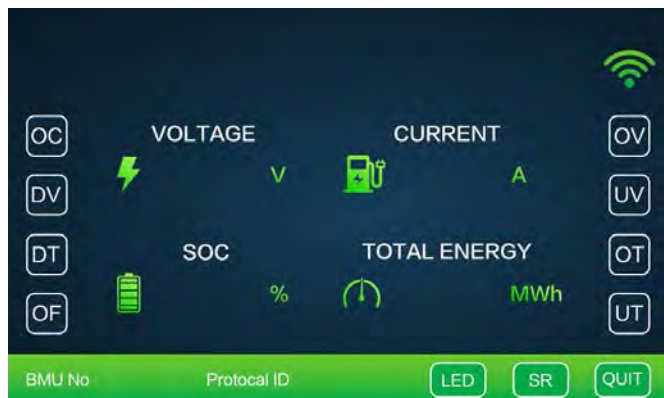 OC VOLTAGE CURRENT OV
DV V A UV
DT SOC TOTAL ENERGY OT
OF % MWh UT
BMU No Protocal ID LED SR QUIT